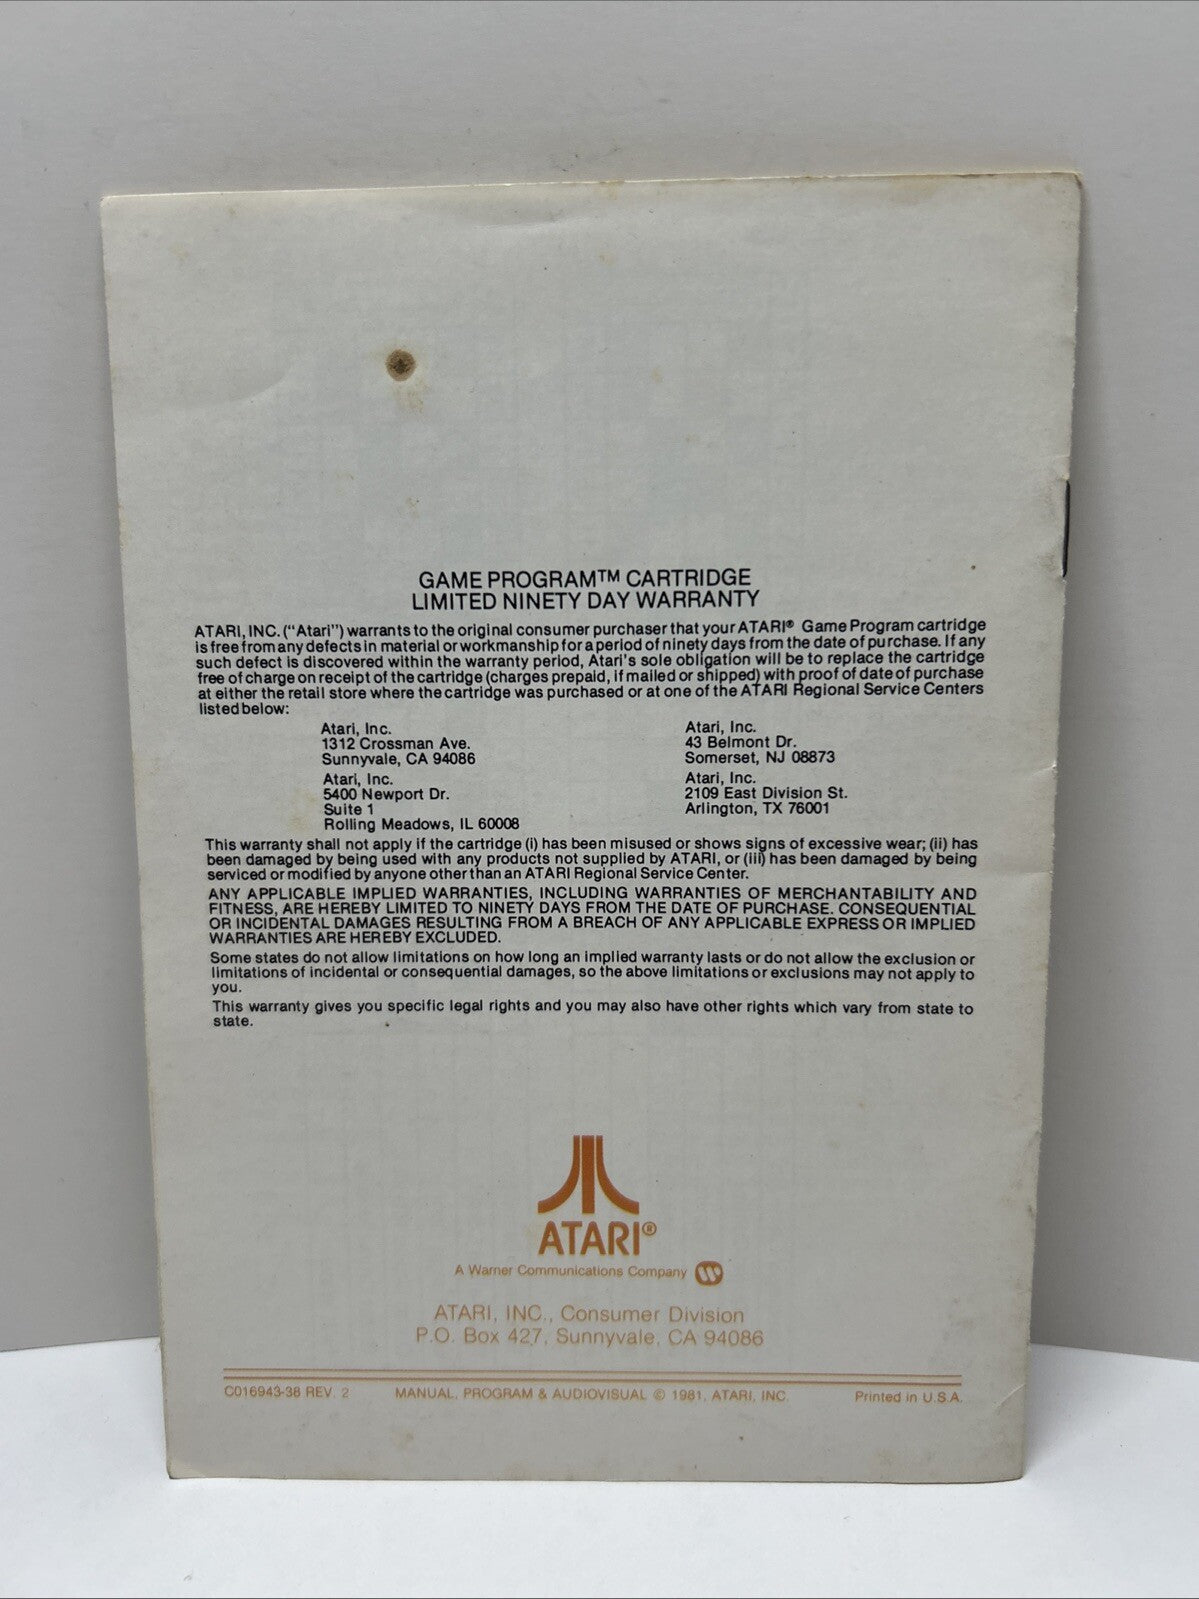 GAME PROGRAM™ CARTRIDGE
LIMITED NINETY DAY WARRANTY
ATARI, INC. ("Atari") warrants to the original consumer purchaser that your ATARI® Game Program cartridge
is free from any defects in material or workmanship for a period of ninety days from the date of purchase. If any
such defect is discovered within the warranty period, Atari's sole obligation will be to replace the cartridge
free of charge on receipt of the cartridge (charges prepaid, if mailed or shipped) with proof of date of purchase
at either the retail store where the cartridge was purchased or at one of the ATARI Regional Service Centers
listed below:
Atari, Inc.
1312 Crossman Ave.
Sunnyvale, CA 94086
Atari, Inc.
5400 Newport Dr.
Suite 1
Rolling Meadows, IL 60008
Atari, Inc.
43 Belmont Dr.
Somerset, NJ 08873
Atari, Inc.
2109 East Division St.
Arlington, TX 76001
This warranty shall not apply if the cartridge (i) has been misused or shows signs of excessive wear; (ii) has
been damaged by being used with any products not supplied by ATARI, or (iii) has been damaged by being
serviced or modified by anyone other than an ATARI Regional Service Center.
ANY APPLICABLE IMPLIED WARRANTIES, INCLUDING WARRANTIES OF MERCHANTABILITY AND
FITNESS, ARE HEREBY LIMITED TO NINETY DAYS FROM THE DATE OF PURCHASE. CONSEQUENTIAL
OR INCIDENTAL DAMAGES RESULTING FROM A BREACH OF ANY APPLICABLE EXPRESS OR IMPLIED
WARRANTIES ARE HEREBY EXCLUDED.
Some states do not allow limitations on how long an implied warranty lasts or do not allow the exclusion or
limitations of incidental or consequential damages, so the above limitations or exclusions may not apply to
you.
This warranty gives you specific legal rights and you may also have other rights which vary from state to
state.
ATARI®
A Warner Communications Company
ATARI, INC., Consumer Division
P.O. Box 427, Sunnyvale, CA 94086
C016943-38 REV. 2 MANUAL, PROGRAM & AUDIOVISUAL © 1981, ATARI, INC. Printed in U.S.A.